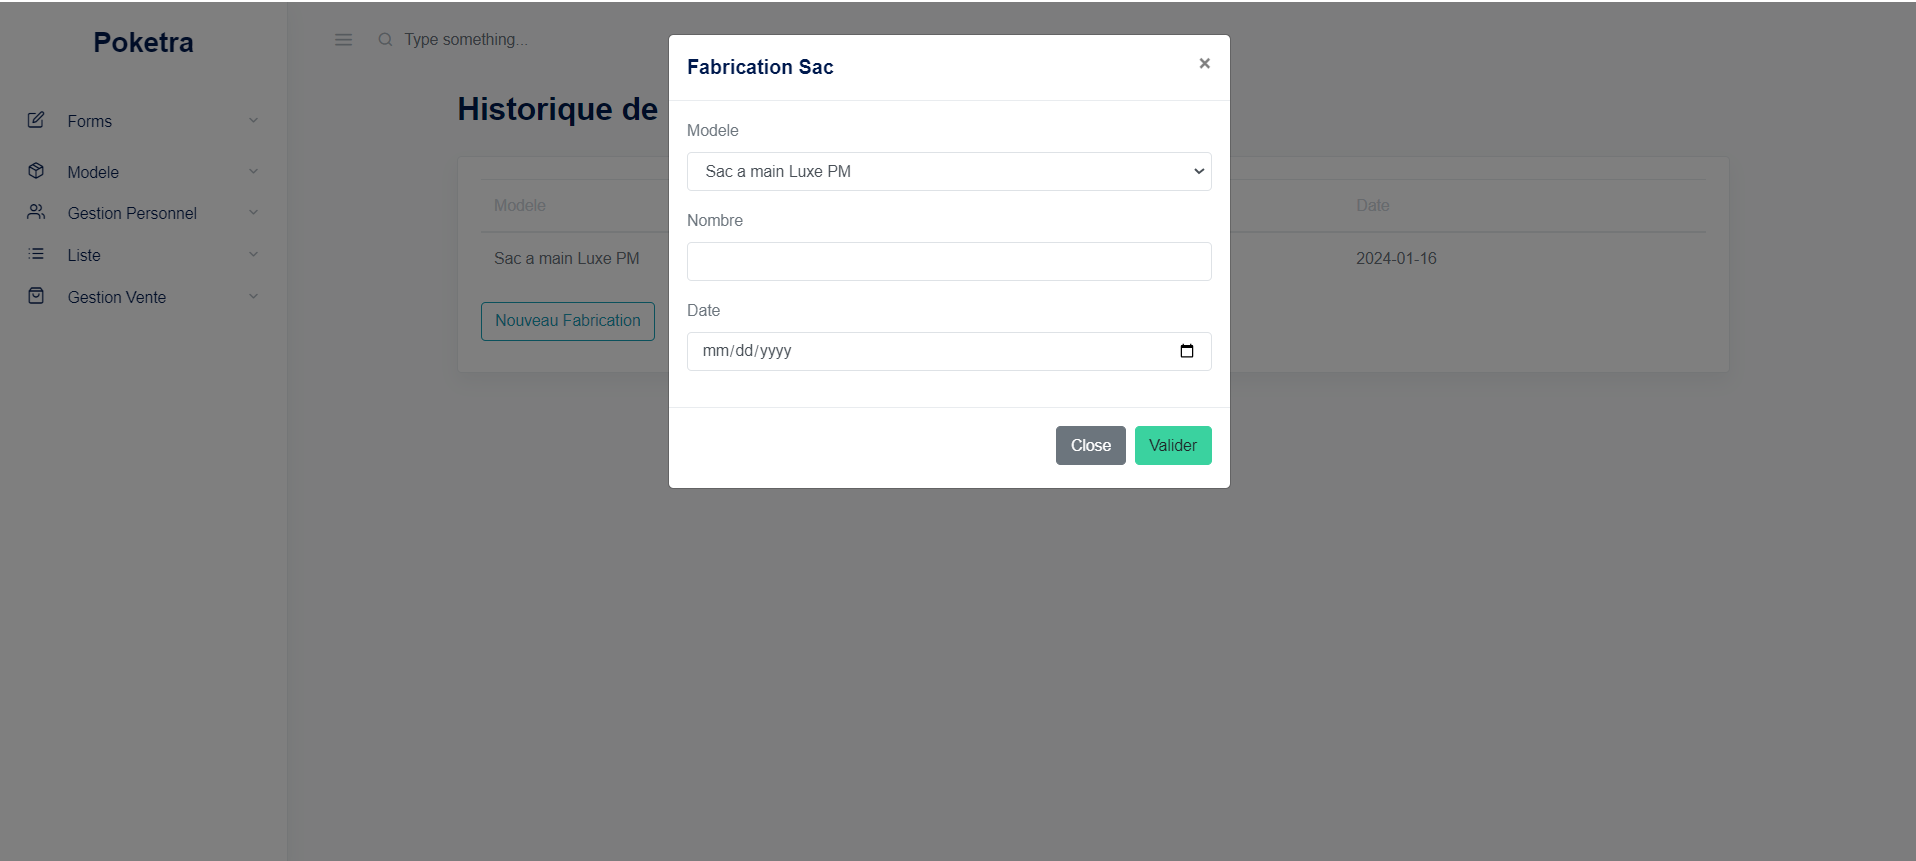 Poketra
Type something...
Forms
Modele
Gestion Personnel
Liste
Gestion Vente
Historique de
Modele
Date
Sac a main Luxe PM
2024-01-16
Nouveau Fabrication
Fabrication Sac
×
Modele
Sac a main Luxe PM
Nombre
Date
mm/dd/yyyy
Close
Valider